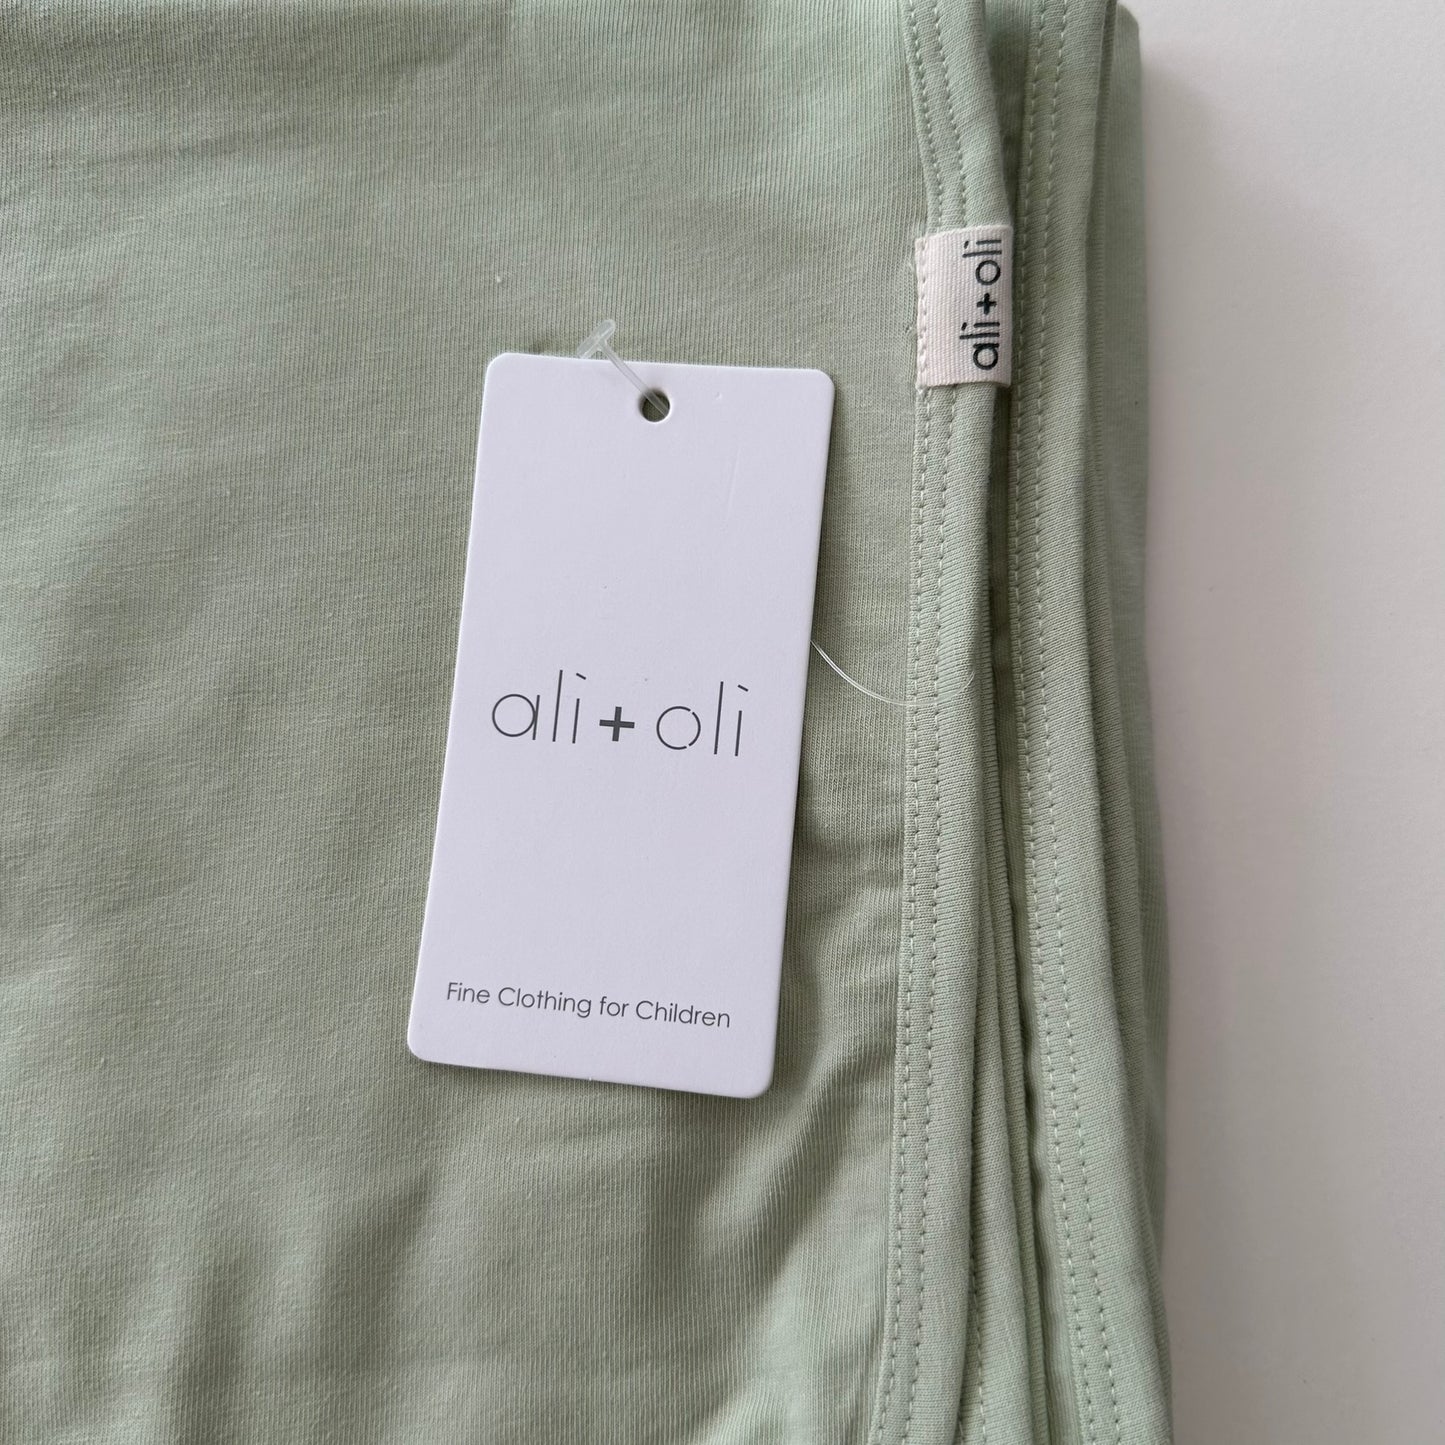 ali+oli
ali + oli
Fine Clothing for Children